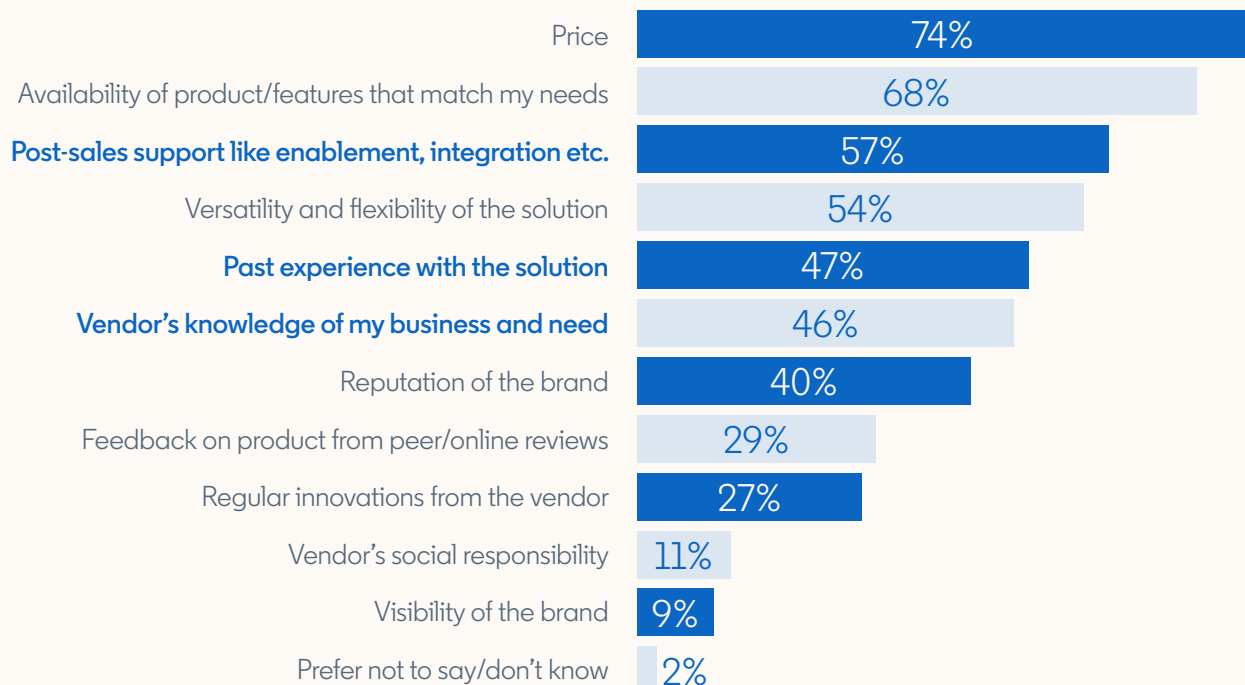 Price 74%
Availability of product/features that match my needs 68%
Post-sales support like enablement, integration etc. 57%
Versatility and flexibility of the solution 54%
Past experience with the solution 47%
Vendor’s knowledge of my business and need 46%
Reputation of the brand 40%
Feedback on product from peer/online reviews 29%
Regular innovations from the vendor 27%
Vendor’s social responsibility 11%
Visibility of the brand 9%
Prefer not to say/don’t know 2%